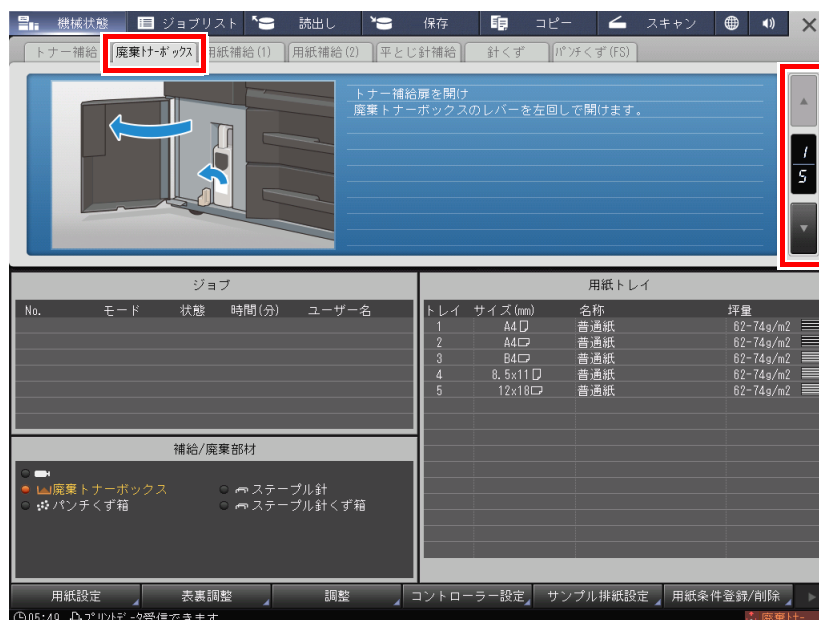 機械状態 ジョブリスト 読出し 保存 コピー スキャン
トナー補給 廃棄トナーボックス 用紙補給(1) 用紙補給(2) 平とじ針補給 針くず パンチくず(FS)
トナー補給扉を開け
廃棄トナーボックスのレバーを左回しで開けます。
1
5
ジョブ
No. モード 状態 時間(分) ユーザー名
用紙トレイ
トレイ サイズ(mm) 名称 坪量
1 A4 普通紙 62-74g/m2
2 A4 普通紙 62-74g/m2
3 B4 普通紙 62-74g/m2
4 8.5x11 普通紙 62-74g/m2
5 12x18 普通紙 62-74g/m2
補給/廃棄部材
廃棄トナーボックス ステープル針
パンチくず箱 ステープル針くず箱
用紙設定 表裏調整 調整 コントローラー設定 サンプル排紙設定 用紙条件登録/削除
05:49 プリントデータ受信できます 廃棄トナー